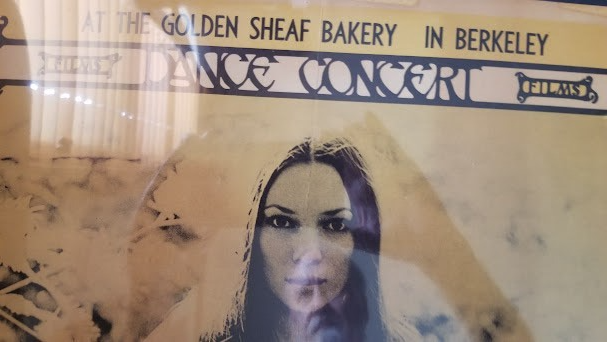 AT THE GOLDEN SHEAF BAKERY IN BERKELEY
FILMS DANCE CONCERT FILMS